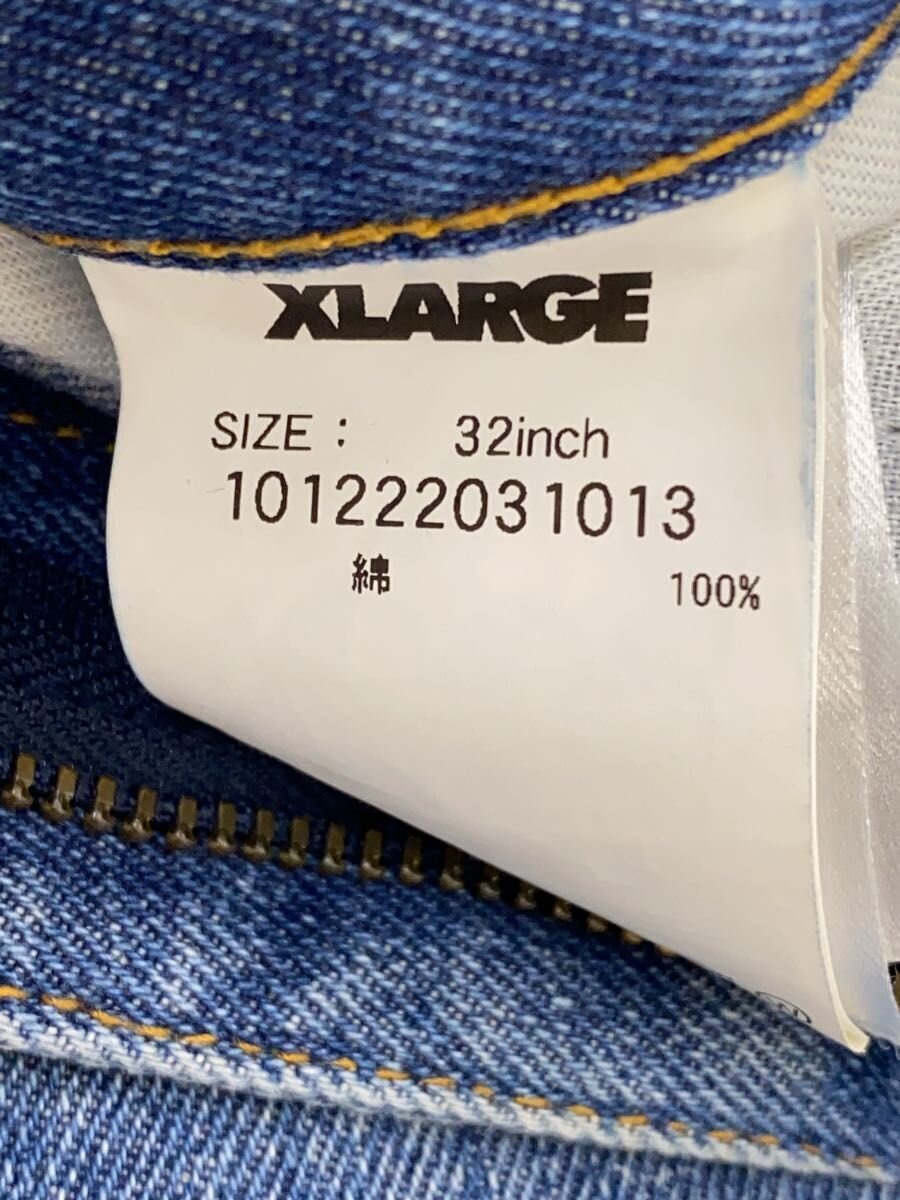 XLARGE
SIZE : 32inch
101222031013
綿 100%